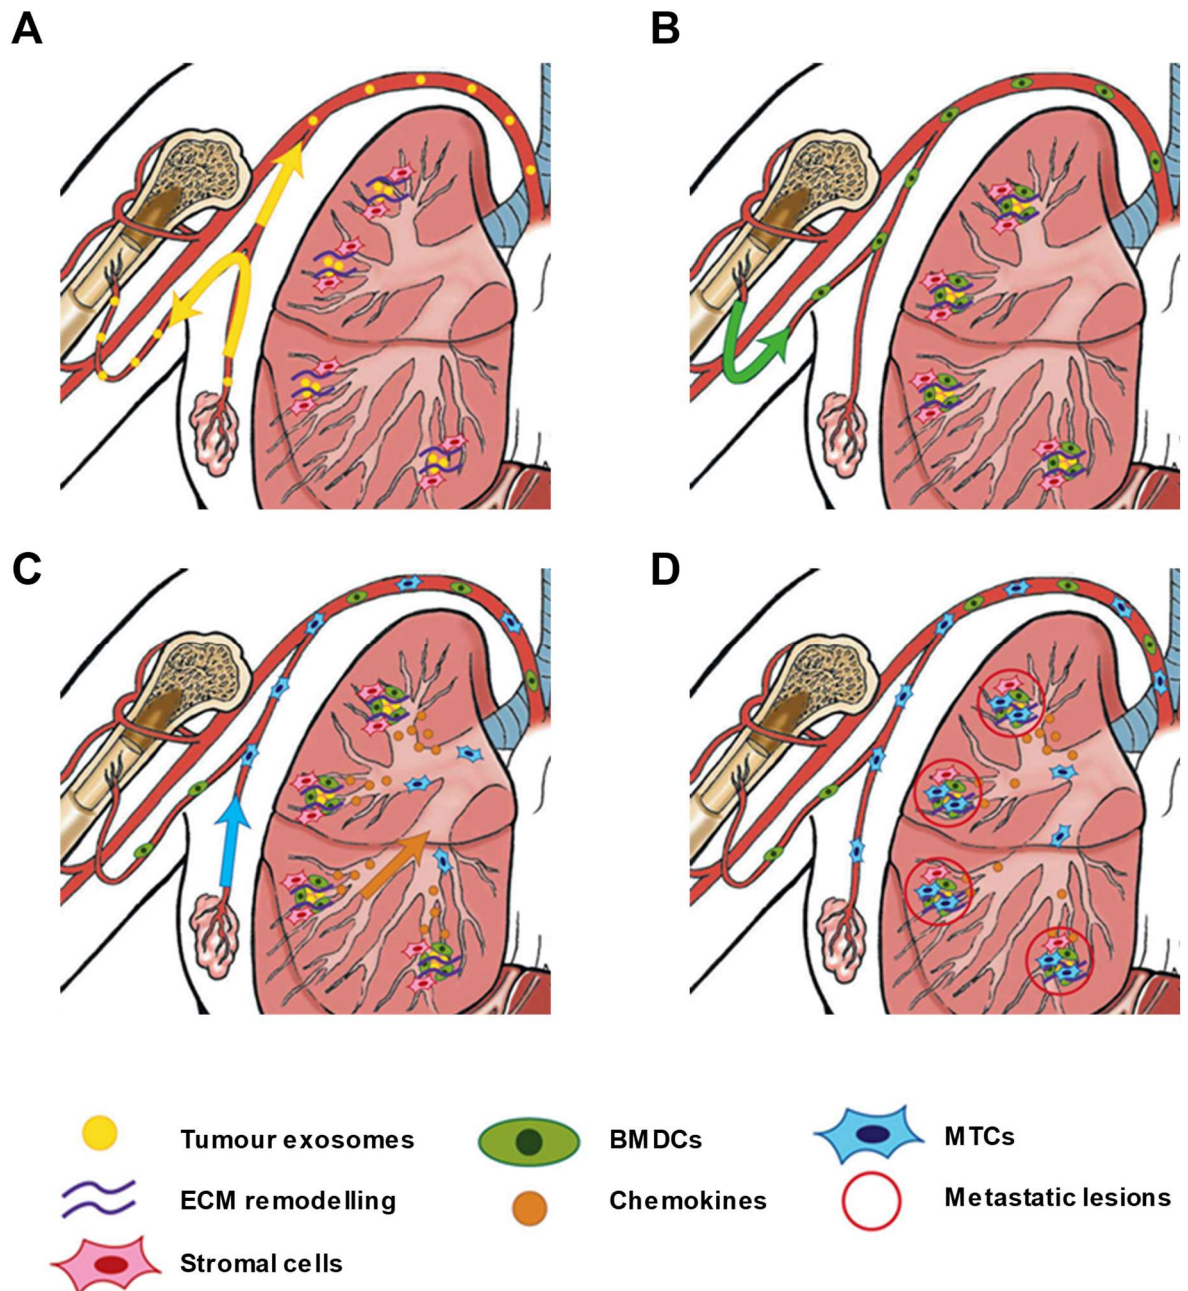 A
B
C
D
Tumour exosomes
BMDCs
MTCs
ECM remodelling
Chemokines
Metastatic lesions
Stromal cells